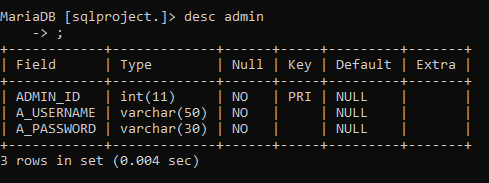 MariaDB [sqlproject.]> desc admin
    -> ;
+------------+-------------+------+-----+---------+-------+
| Field      | Type        | Null | Key | Default | Extra |
+------------+-------------+------+-----+---------+-------+
| ADMIN_ID   | int(11)     | NO   | PRI | NULL    |       |
| A_USERNAME | varchar(50) | NO   |     | NULL    |       |
| A_PASSWORD | varchar(30) | NO   |     | NULL    |       |
+------------+-------------+------+-----+---------+-------+
3 rows in set (0.004 sec)